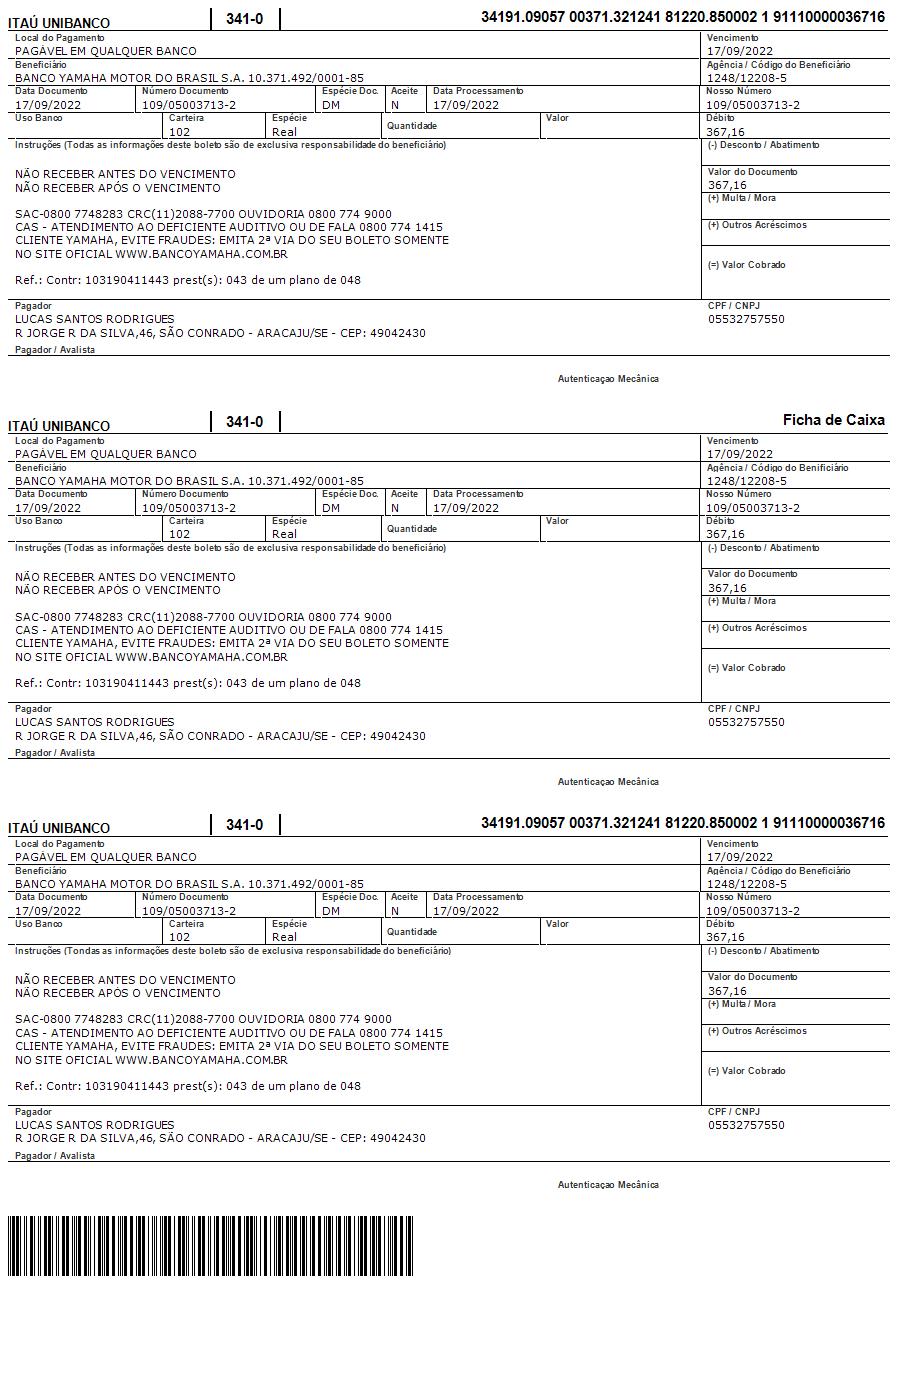 ITAÚ UNIBANCO 341-0 34191.09057 00371.321241 81220.850002 1 91110000036716
Local do Pagamento Vencimento
PAGÁVEL EM QUALQUER BANCO 17/09/2022
Beneficiário Agência / Código do Beneficiário
BANCO YAMAHA MOTOR DO BRASIL S.A. 10.371.492/0001-85 1248/12208-5
Data Documento Número Documento Espécie Doc. Aceite Data Processamento Nosso Número
17/09/2022 109/05003713-2 DM N 17/09/2022 109/05003713-2
Uso Banco Carteira Espécie Quantidade Valor Débito
102 Real 367,16
Instruções (Todas as informações deste boleto são de exclusiva responsabilidade do beneficiário) (-) Desconto / Abatimento
NÃO RECEBER ANTES DO VENCIMENTO Valor do Documento
NÃO RECEBER APÓS O VENCIMENTO 367,16
(+) Multa / Mora
SAC-0800 7748283 CRC(11)2088-7700 OUVIDORIA 0800 774 9000
CAS - ATENDIMENTO AO DEFICIENTE AUDITIVO OU DE FALA 0800 774 1415 (+) Outros Acréscimos
CLIENTE YAMAHA, EVITE FRAUDES: EMITA 2ª VIA DO SEU BOLETO SOMENTE
NO SITE OFICIAL WWW.BANCOYAMAHA.COM.BR
(=) Valor Cobrado
Ref.: Contr: 103190411443 prest(s): 043 de um plano de 048
Pagador CPF / CNPJ
LUCAS SANTOS RODRIGUES 05532757550
R JORGE R DA SILVA,46, SÃO CONRADO - ARACAJU/SE - CEP: 49042430
Pagador / Avalista
Autenticaçao Mecânica
ITAÚ UNIBANCO 341-0 Ficha de Caixa
Local do Pagamento Vencimento
PAGÁVEL EM QUALQUER BANCO 17/09/2022
Beneficiário Agência / Código do Benificiário
BANCO YAMAHA MOTOR DO BRASIL S.A. 10.371.492/0001-85 1248/12208-5
Data Documento Número Documento Espécie Doc. Aceite Data Processamento Nosso Número
17/09/2022 109/05003713-2 DM N 17/09/2022 109/05003713-2
Uso Banco Carteira Espécie Quantidade Valor Débito
102 Real 367,16
Instruções (Todas as informações deste boleto são de exclusiva responsabilidade do beneficiário) (-) Desconto / Abatimento
NÃO RECEBER ANTES DO VENCIMENTO Valor do Documento
NÃO RECEBER APÓS O VENCIMENTO 367,16
(+) Multa / Mora
SAC-0800 7748283 CRC(11)2088-7700 OUVIDORIA 0800 774 9000
CAS - ATENDIMENTO AO DEFICIENTE AUDITIVO OU DE FALA 0800 774 1415 (+) Outros Acréscimos
CLIENTE YAMAHA, EVITE FRAUDES: EMITA 2ª VIA DO SEU BOLETO SOMENTE
NO SITE OFICIAL WWW.BANCOYAMAHA.COM.BR
(=) Valor Cobrado
Ref.: Contr: 103190411443 prest(s): 043 de um plano de 048
Pagador CPF / CNPJ
LUCAS SANTOS RODRIGUES 05532757550
R JORGE R DA SILVA,46, SÃO CONRADO - ARACAJU/SE - CEP: 49042430
Pagador / Avalista
Autenticaçao Mecânica
ITAÚ UNIBANCO 341-0 34191.09057 00371.321241 81220.850002 1 91110000036716
Local do Pagamento Vencimento
PAGÁVEL EM QUALQUER BANCO 17/09/2022
Beneficiário Agência / Código do Beneficiário
BANCO YAMAHA MOTOR DO BRASIL S.A. 10.371.492/0001-85 1248/12208-5
Data Documento Número Documento Espécie Doc. Aceite Data Processamento Nosso Número
17/09/2022 109/05003713-2 DM N 17/09/2022 109/05003713-2
Uso Banco Carteira Espécie Quantidade Valor Débito
102 Real 367,16
Instruções (Tondas as informações deste boleto são de exclusiva responsabilidade do beneficiário) (-) Desconto / Abatimento
NÃO RECEBER ANTES DO VENCIMENTO Valor do Documento
NÃO RECEBER APÓS O VENCIMENTO 367,16
(+) Multa / Mora
SAC-0800 7748283 CRC(11)2088-7700 OUVIDORIA 0800 774 9000
CAS - ATENDIMENTO AO DEFICIENTE AUDITIVO OU DE FALA 0800 774 1415 (+) Outros Acréscimos
CLIENTE YAMAHA, EVITE FRAUDES: EMITA 2ª VIA DO SEU BOLETO SOMENTE
NO SITE OFICIAL WWW.BANCOYAMAHA.COM.BR
(=) Valor Cobrado
Ref.: Contr: 103190411443 prest(s): 043 de um plano de 048
Pagador CPF / CNPJ
LUCAS SANTOS RODRIGUES 05532757550
R JORGE R DA SILVA,46, SÃO CONRADO - ARACAJU/SE - CEP: 49042430
Pagador / Avalista
Autenticaçao Mecânica